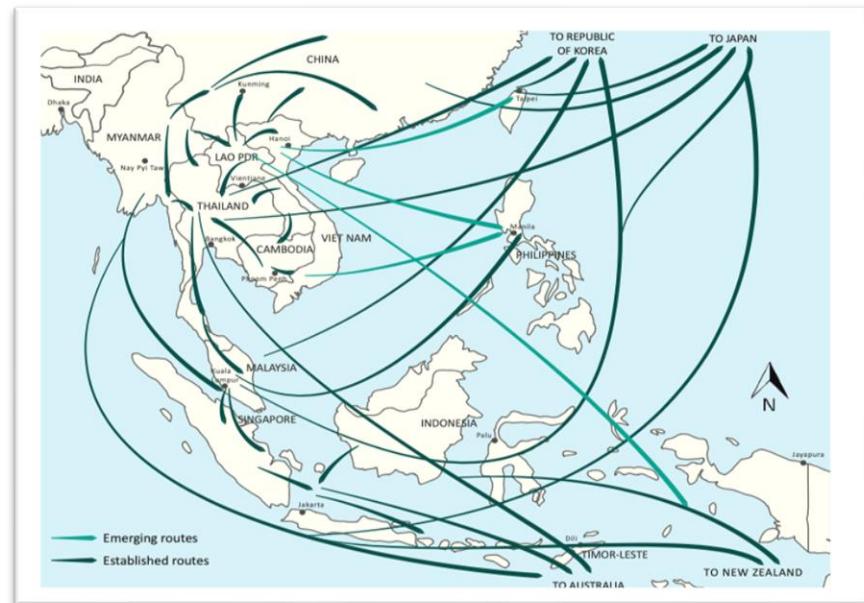 TO REPUBLIC
OF KOREA
TO JAPAN
CHINA
INDIA
Kunming
Dhaka
Taipei
MYANMAR
Hanoi
LAO PDR
Nay Pyi Taw
Vientiane
THAILAND
Manila
Bangkok
VIET NAM
CAMBODIA
PHILIPPINES
Phnom Penh
MALAYSIA
Kuala
Lumpur
SINGAPORE
INDONESIA
Palu
N
Jayapura
Jakarta
Emerging routes
Dili
TIMOR-LESTE
Established routes
TO NEW ZEALAND
TO AUSTRALIA